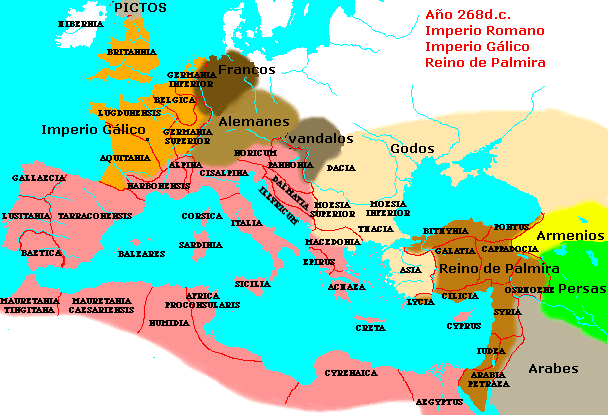 PICTOS
Año 268d.c.
Imperio Romano
Imperio Gálico
Reino de Palmira
HIBERNIA
BRITANNIA
GERMANIA
INFERIOR
Francos
BELGICA
LUGDUNENSIS
Alemanes
Imperio Gálico
GERMANIA
SUPERIOR
vandalos
Godos
AQUITANIA
NORICUM
ALPINA
PANNONIA
DACIA
CISALPINA
GALLAECIA
NARBONENSIS
DALMATIA
ILLYRICUM
LUSITANIA
TARRACONENSIS
CORSICA
ITALIA
MOESIA
SUPERIOR
MOESIA
INFERIOR
THACIA
BITHYNIA
PONTUS
Armenios
SARDINIA
MACEDONIA
GALATIA
CAPPADOCIA
BAETICA
BALEARES
EPIRUS
ASIA
Reino de Palmira
SICILIA
ACHAEA
OSRHOENE
Persas
MAURETANIA
TINGITANA
MAURETANIA
CAESARIENSIS
AFRICA
PROCONSULARIS
LYCIA
CILICIA
SYRIA
NUMIDIA
CRETA
CYPRUS
IUDEA
CYRENAICA
ARABIA
PETRAEA
Arabes
AEGYPTUS